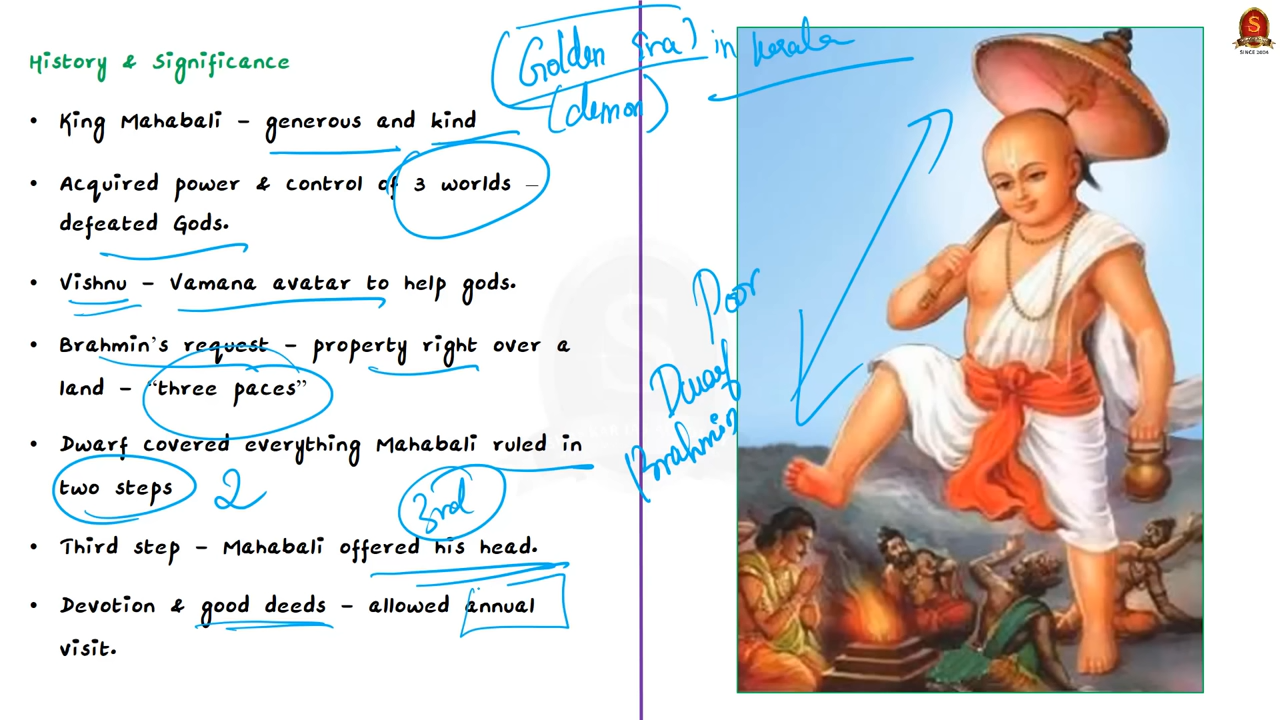 History & Significance
(Golden Era) in Kerala
(demon)
• King Mahabali – generous and kind
• Acquired power & control of 3 worlds –
defeated Gods.
• Vishnu – Vamana avatar to help gods.
• Brahmin's request – property right over a
land – “three paces”
• Dwarf covered everything Mahabali ruled in
two steps 2
3rd
• Third step – Mahabali offered his head.
• Devotion & good deeds – allowed annual
visit.
Poor
Dwarf
Brahmin
S
SINCE 2004